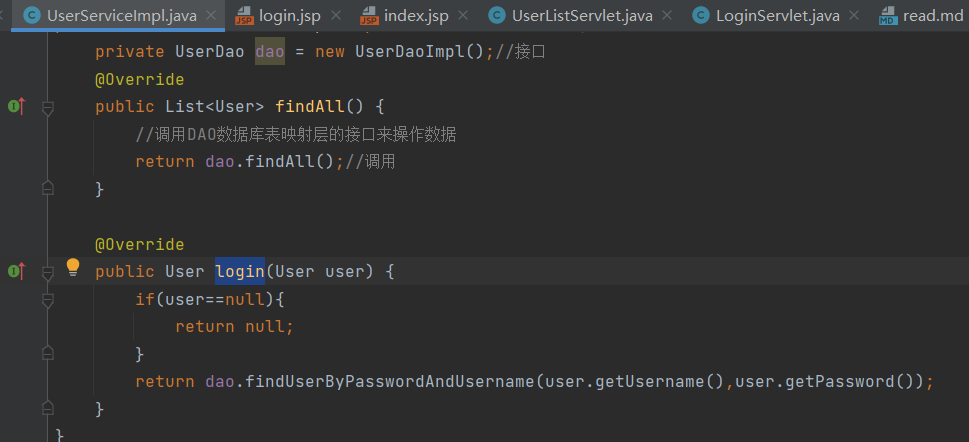 UserServiceImpl.java × login.jsp × index.jsp × UserListServlet.java × LoginServlet.java × read.md
private UserDao dao = new UserDaoImpl();//接口
@Override
public List<User> findAll() {
//调用DAO数据库表映射层的接口来操作数据
return dao.findAll();//调用
}
@Override
public User login(User user) {
if(user==null){
return null;
}
return dao.findUserByPasswordAndUsername(user.getUsername(),user.getPassword());
}
}